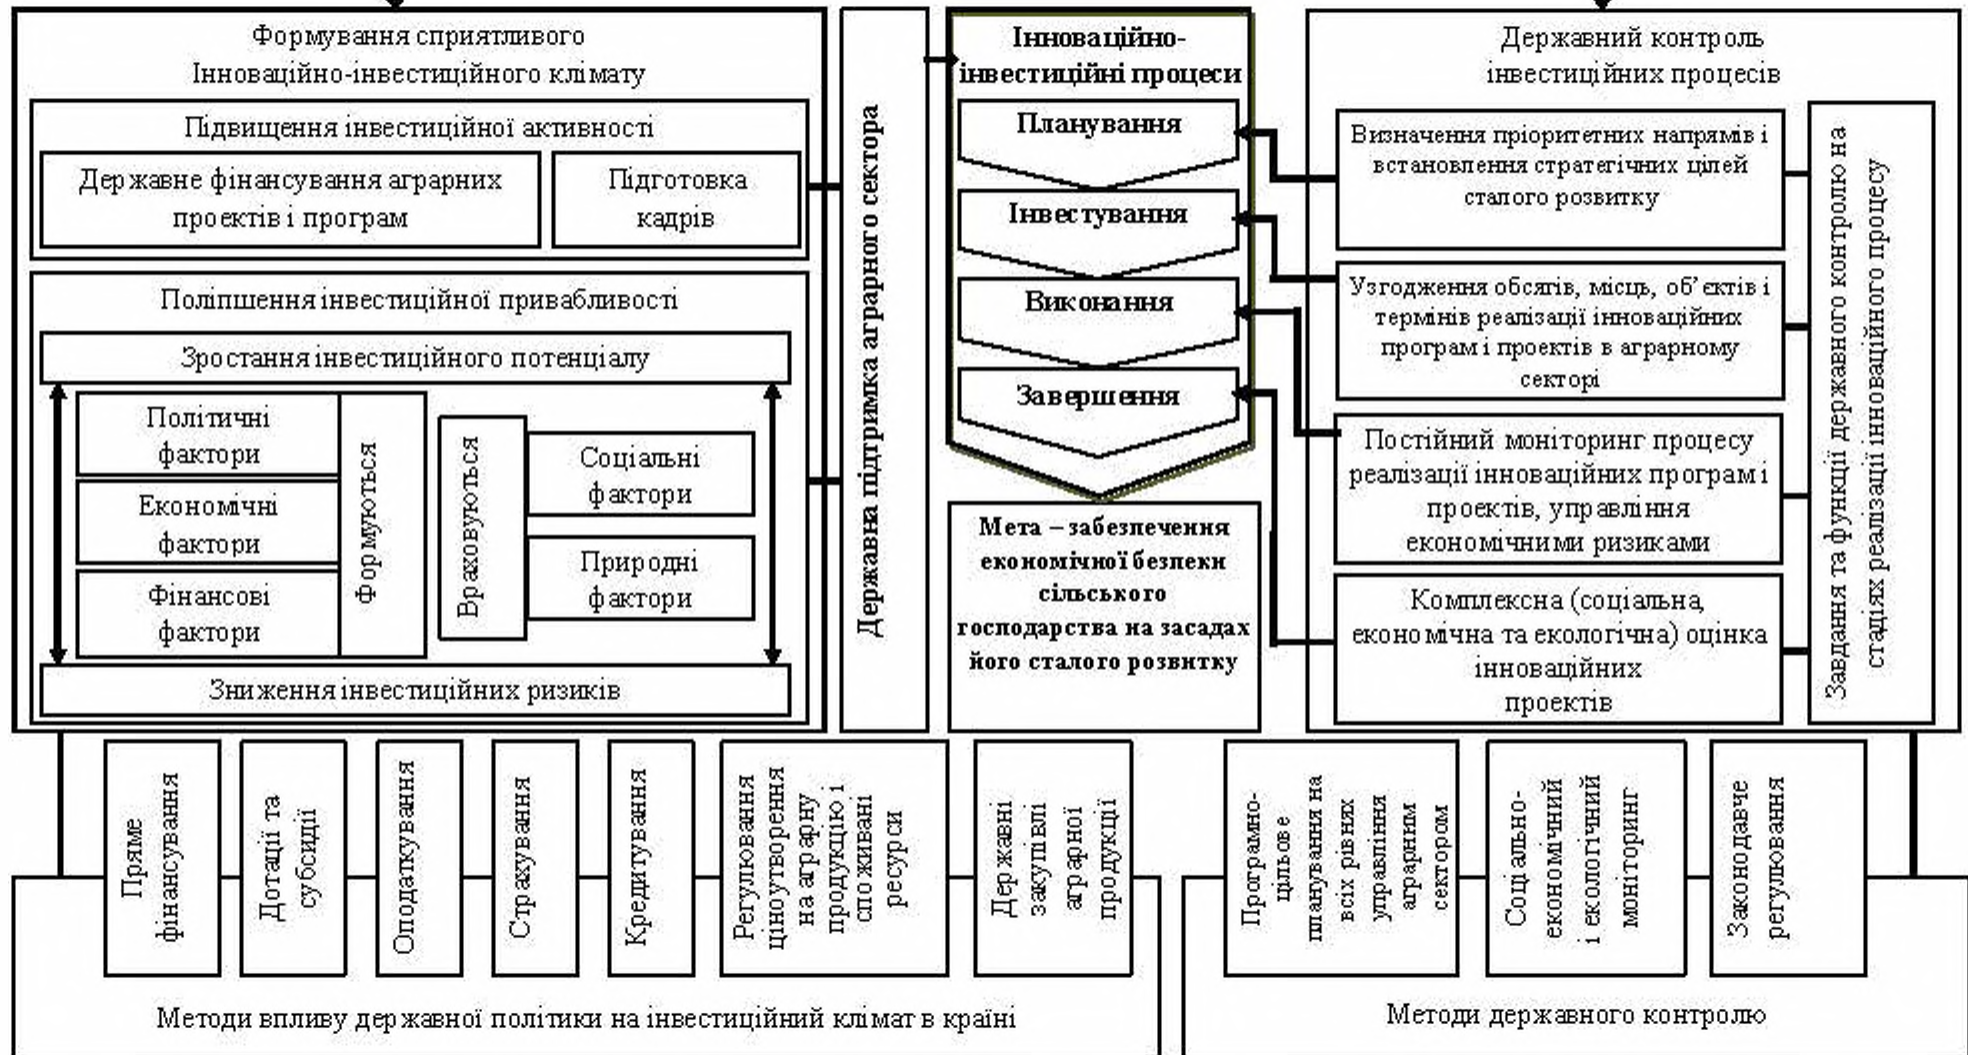 Формування сприятливого
Інноваційно-інвестиційного клімату
Підвищення інвестиційної активності
Державне фінансування аграрних
проектів і програм
Підготовка
кадрів
Поліпшення інвестиційної привабливості
Зростання інвестиційного потенціалу
Політичні
фактори
Економічні
фактори
Фінансові
фактори
Формуються
Враховуються
Соціальні
фактори
Природні
фактори
Зниження інвестиційних ризиків
Державна підтримка аграрного сектора
Інноваційно-
інвестиційні процеси
Планування
Інвестування
Виконання
Завершення
Мета – забезпечення
економічної безпеки
сільського
господарства на засадах
його сталого розвитку
Державний контроль
інвестиційних процесів
Визначення пріоритетних напрямів і
встановлення стратегічних цілей
сталого розвитку
Узгодження обсягів, місць, об’єктів і
термінів реалізації інноваційних
програм і проектів в аграрному
секторі
Постійний моніторинг процесу
реалізації інноваційних програм і
проектів, управління
економічними ризиками
Комплексна (соціальна,
економічна та екологічна) оцінка
інноваційних
проектів
Завдання та функції державного контролю на
стадіях реалізації інноваційного процесу
Пряме
фінансування
Дотації та
субсидії
Оподаткування
Страхування
Кредитування
Регулювання
ціноутворення
на аграрну
продукцію і
споживані
ресурси
Державні
закупівлі
аграрної
продукції
Програмно-
цільове
планування на
всіх рівнях
управління
аграрним
сектором
Соціально-
економічний
і екологічний
моніторинг
Законодавче
регулювання
Методи впливу державної політики на інвестиційний клімат в країні
Методи державного контролю